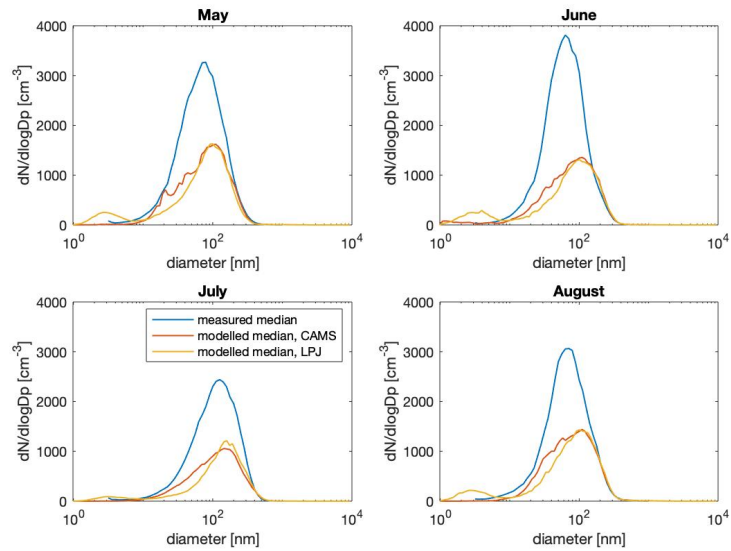 May
June
4000
3000
2000
1000
0
dN/dlogDp [cm⁻³]
10⁰
10²
10⁴
diameter [nm]
4000
3000
2000
1000
0
dN/dlogDp [cm⁻³]
10⁰
10²
10⁴
diameter [nm]
July
August
4000
3000
2000
1000
0
dN/dlogDp [cm⁻³]
measured median
modelled median, CAMS
modelled median, LPJ
10⁰
10²
10⁴
diameter [nm]
4000
3000
2000
1000
0
dN/dlogDp [cm⁻³]
10⁰
10²
10⁴
diameter [nm]